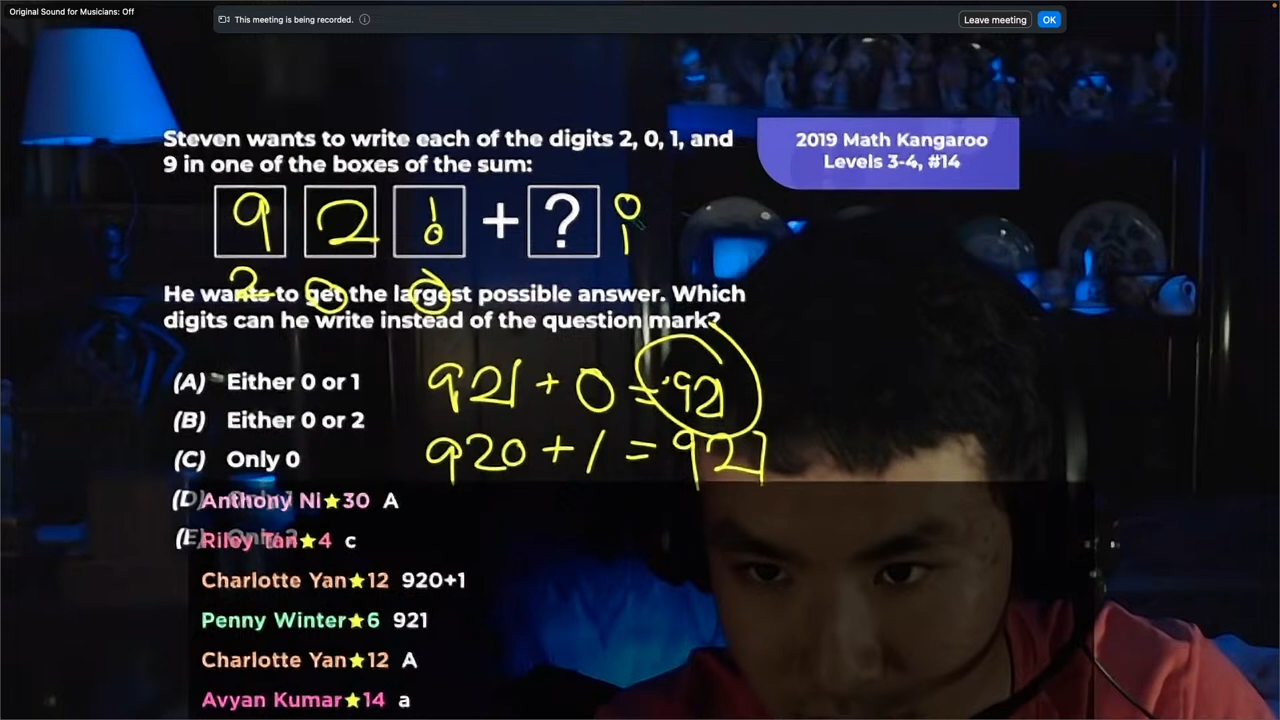 Original Sound for Musicians: Off
This meeting is being recorded.
Leave meeting
OK
Steven wants to write each of the digits 2, 0, 1, and
9 in one of the boxes of the sum:
2019 Math Kangaroo
Levels 3-4, #14
9 2 1 + ? 0
0 1
2 0 0
He wants to get the largest possible answer. Which
digits can he write instead of the question mark?
(A) Either 0 or 1
(B) Either 0 or 2
(C) Only 0
921 + 0 = 921
920 + 1 = 921
(D)
Anthony Ni★30 A
(E)
Riley Tan★4 c
Charlotte Yan★12 920+1
Penny Winter★6 921
Charlotte Yan★12 A
Avyan Kumar★14 a